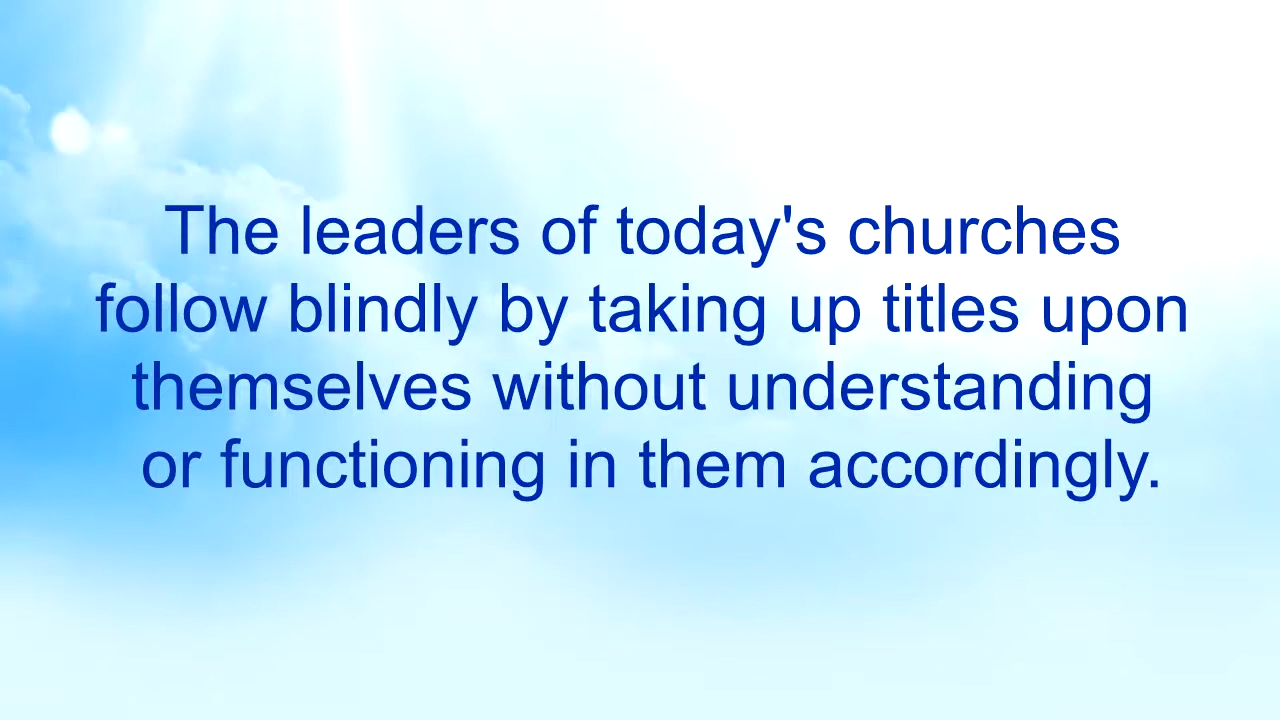 The leaders of today's churches
follow blindly by taking up titles upon
themselves without understanding
or functioning in them accordingly.